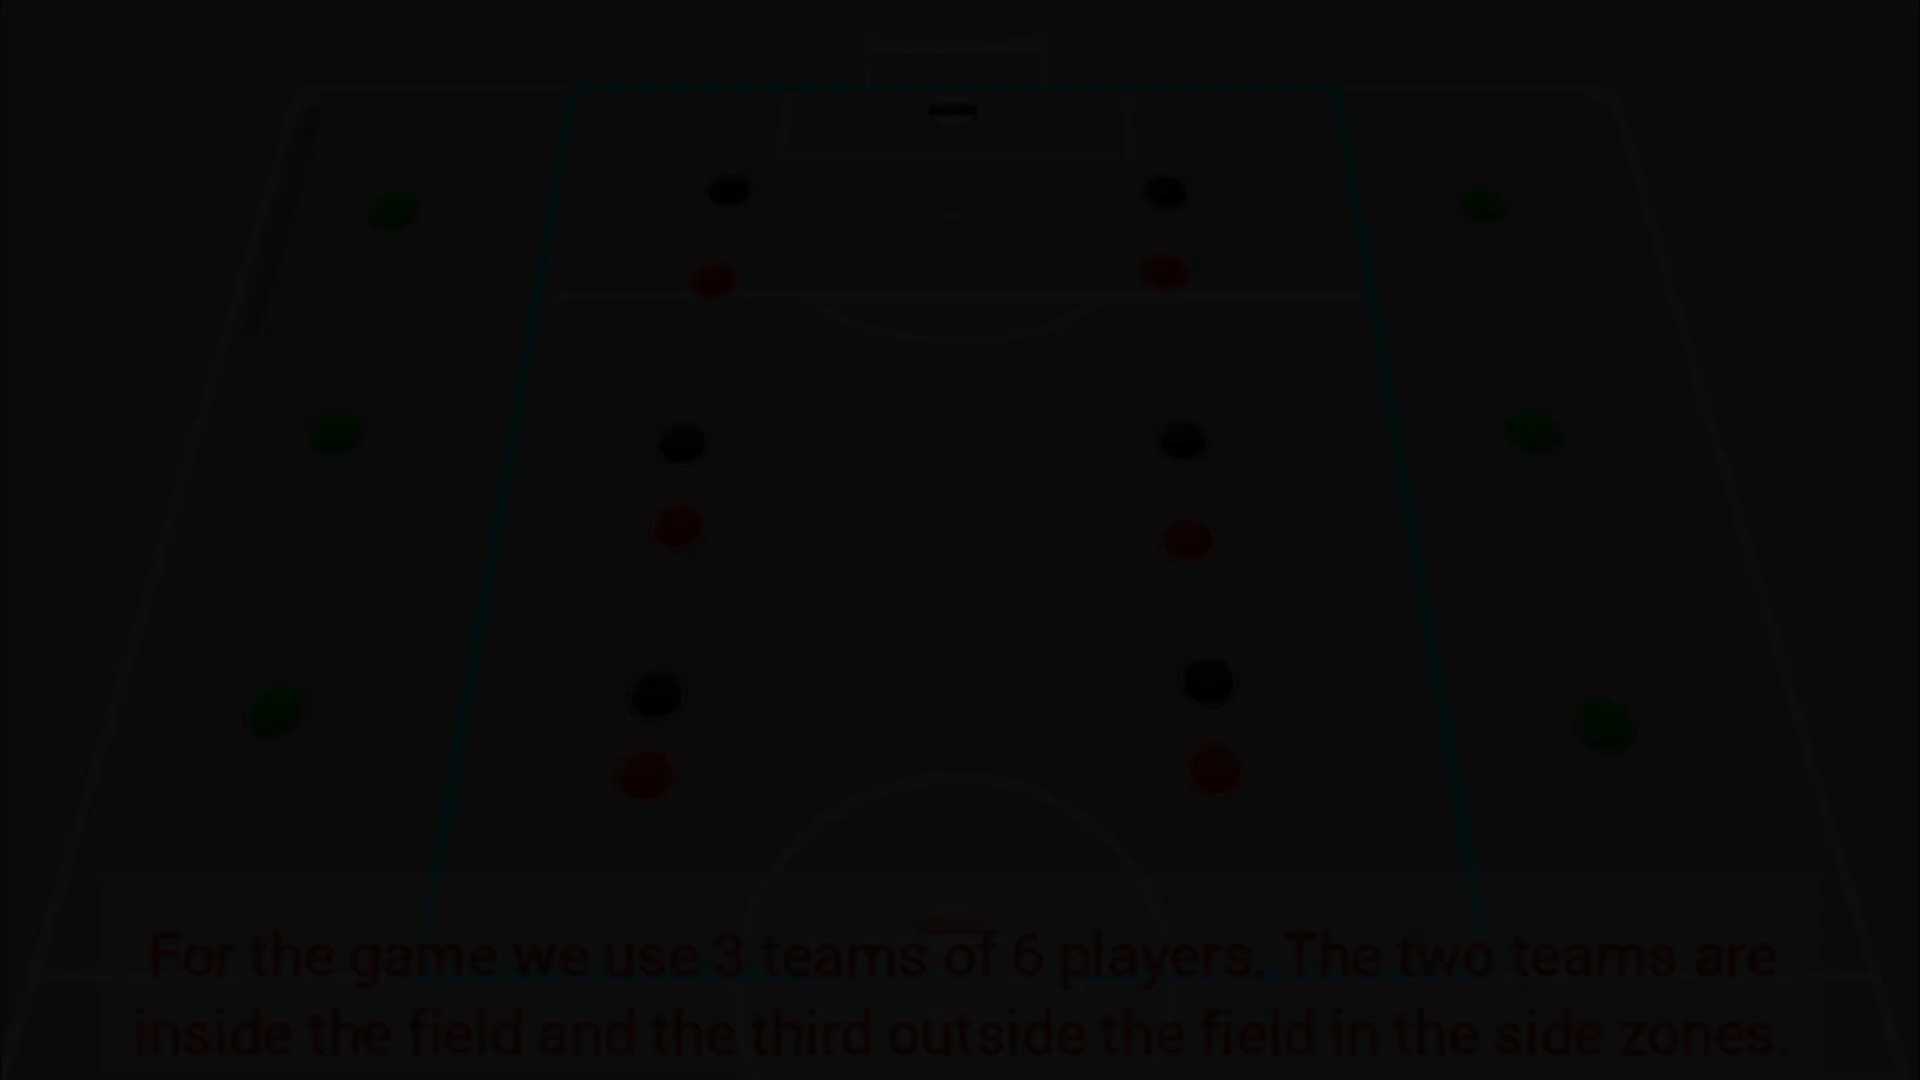 For the game we use 3 teams of 6 players. The two teams are
inside the field and the third outside the field in the side zones.